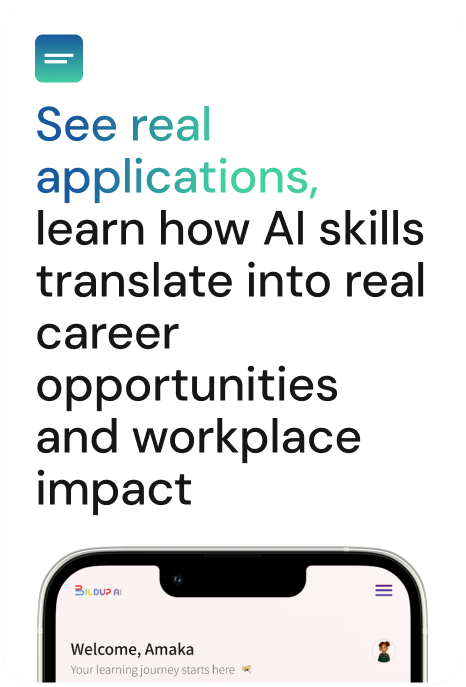 See real
applications,
learn how AI skills
translate into real
career
opportunities
and workplace
impact
BILDUP AI
Welcome, Amaka
Your learning journey starts here